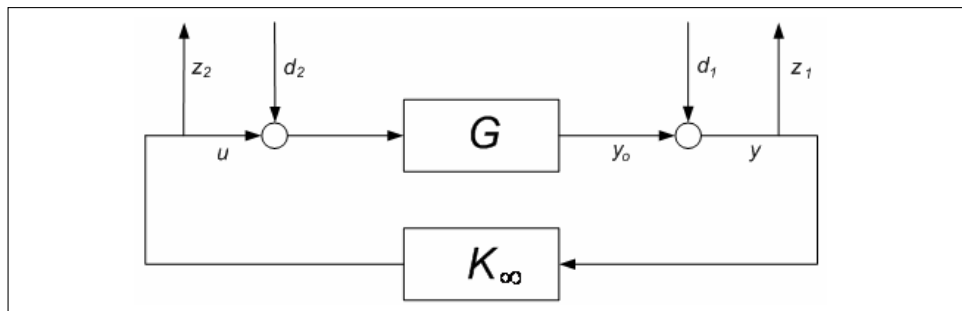 z₂ d₂ d₁ z₁
G
u yₒ y
K∞